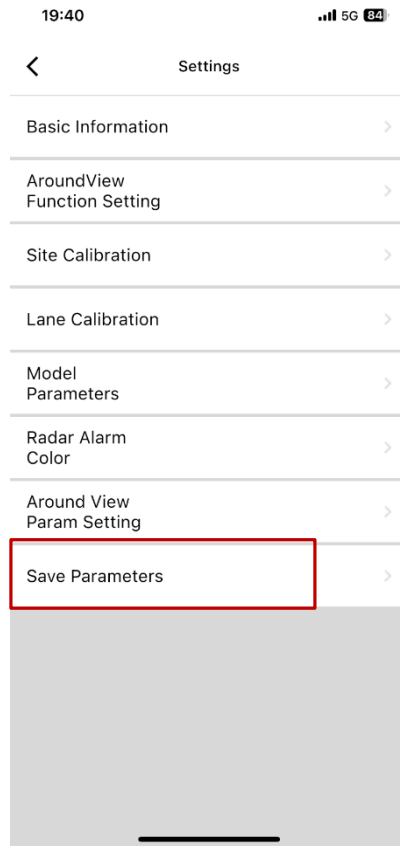 19:40 5G 84
Settings
Basic Information
AroundView
Function Setting
Site Calibration
Lane Calibration
Model
Parameters
Radar Alarm
Color
Around View
Param Setting
Save Parameters